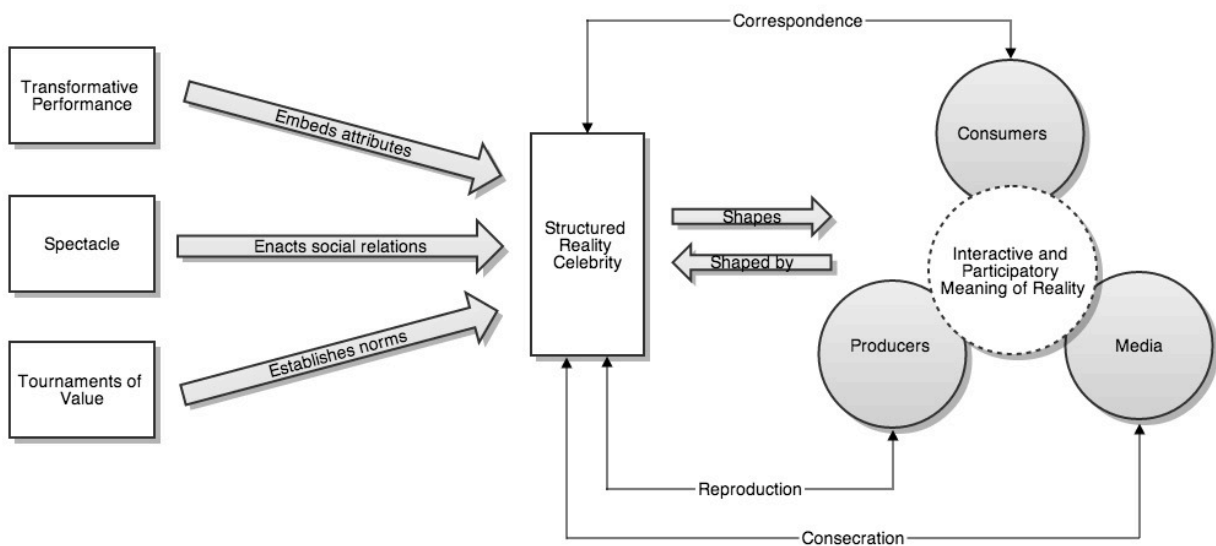 Correspondence
Transformative
Performance
Embeds attributes
Consumers
Spectacle
Enacts social relations
Structured
Reality
Celebrity
Shapes
Shaped by
Interactive and
Participatory
Meaning of Reality
Tournaments of
Value
Establishes norms
Producers
Media
Reproduction
Consecration